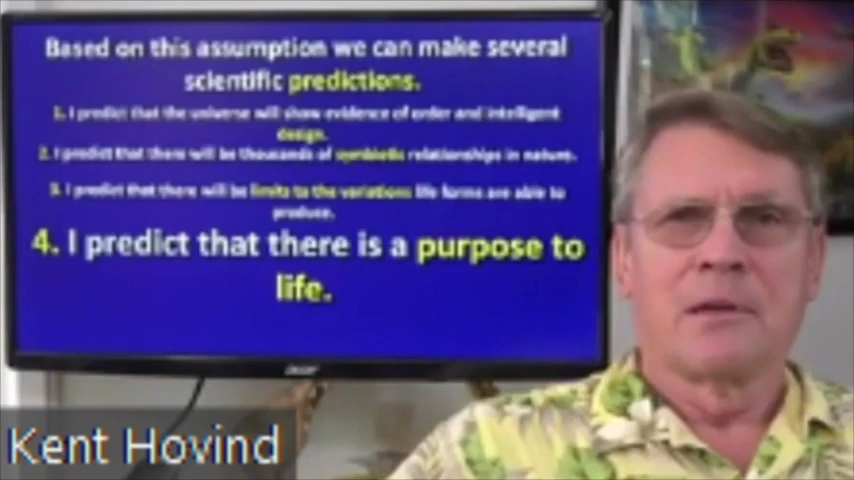 Based on this assumption we can make several
scientific predictions.
1. I predict that the universe will show evidence of order and intelligent
design.
2. I predict that there will be thousands of symbiotic relationships in nature.
3. I predict that there will be limits to the variations life forms are able to
produce.
4. I predict that there is a purpose to
life.
acer
Kent Hovind